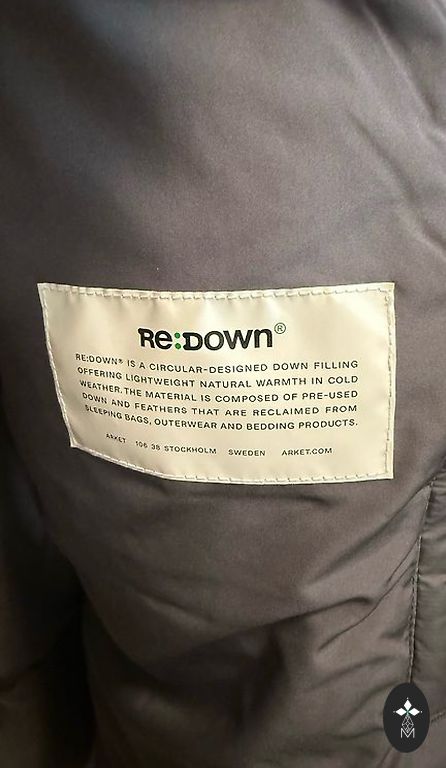 RE:DOWN®
RE:DOWN® IS A CIRCULAR-DESIGNED DOWN FILLING
OFFERING LIGHTWEIGHT NATURAL WARMTH IN COLD
WEATHER. THE MATERIAL IS COMPOSED OF PRE-USED
DOWN AND FEATHERS THAT ARE RECLAIMED FROM
SLEEPING BAGS, OUTERWEAR AND BEDDING PRODUCTS.
ARKET 106 38 STOCKHOLM SWEDEN ARKET.COM
M